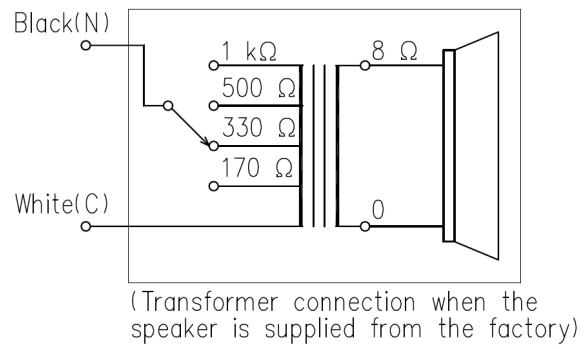 Black(N)
1 kΩ
8 Ω
500 Ω
330 Ω
170 Ω
White(C)
0
(Transformer connection when the
speaker is supplied from the factory)